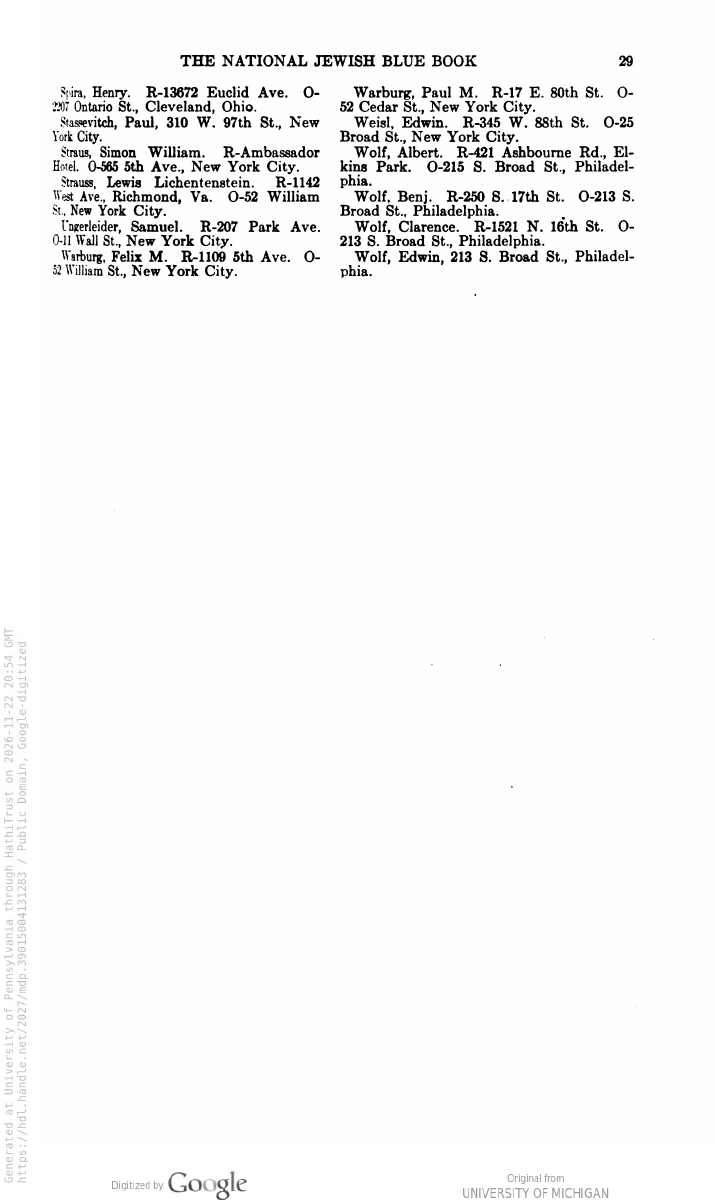 THE NATIONAL JEWISH BLUE BOOK 29
Spira, Henry. R-13672 Euclid Ave. O-
2207 Ontario St., Cleveland, Ohio.
Stassevitch, Paul, 310 W. 97th St., New
York City.
Straus, Simon William. R-Ambassador
Hotel. O-565 5th Ave., New York City.
Strauss, Lewis Lichentenstein. R-1142
West Ave., Richmond, Va. O-52 William
St., New York City.
Ungerleider, Samuel. R-207 Park Ave.
O-11 Wall St., New York City.
Warburg, Felix M. R-1109 5th Ave. O-
52 William St., New York City.
Warburg, Paul M. R-17 E. 80th St. O-
52 Cedar St., New York City.
Weisl, Edwin. R-345 W. 88th St. O-25
Broad St., New York City.
Wolf, Albert. R-421 Ashbourne Rd., El-
kins Park. O-215 S. Broad St., Philadel-
phia.
Wolf, Benj. R-250 S. 17th St. O-213 S.
Broad St., Philadelphia.
Wolf, Clarence. R-1521 N. 16th St. O-
213 S. Broad St., Philadelphia.
Wolf, Edwin, 213 S. Broad St., Philadel-
phia.
Generated at University of Pennsylvania through HathiTrust on 2026-11-22 20:54 GMT
https://hdl.handle.net/2027/mdp.39015004131283 / Public Domain, Google-digitized
Digitized by Google
Original from
UNIVERSITY OF MICHIGAN